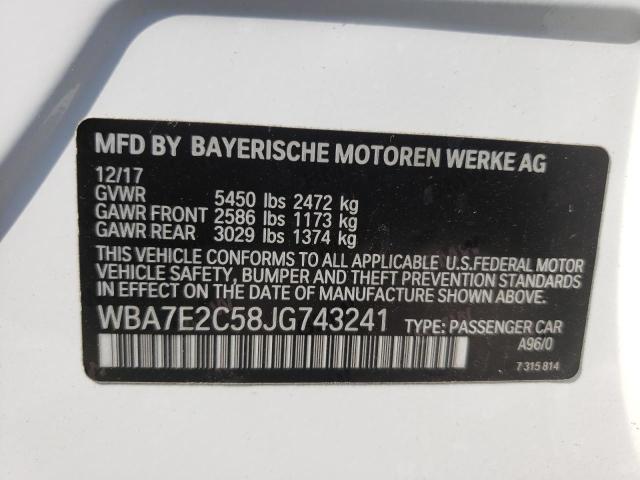 MFD BY BAYERISCHE MOTOREN WERKE AG
12/17
GVWR 5450 lbs 2472 kg
GAWR FRONT 2586 lbs 1173 kg
GAWR REAR 3029 lbs 1374 kg
THIS VEHICLE CONFORMS TO ALL APPLICABLE U.S.FEDERAL MOTOR
VEHICLE SAFETY, BUMPER AND THEFT PREVENTION STANDARDS
IN EFFECT ON THE DATE OF MANUFACTURE SHOWN ABOVE.
WBA7E2C58JG743241 TYPE: PASSENGER CAR
A96/0
7 315 814